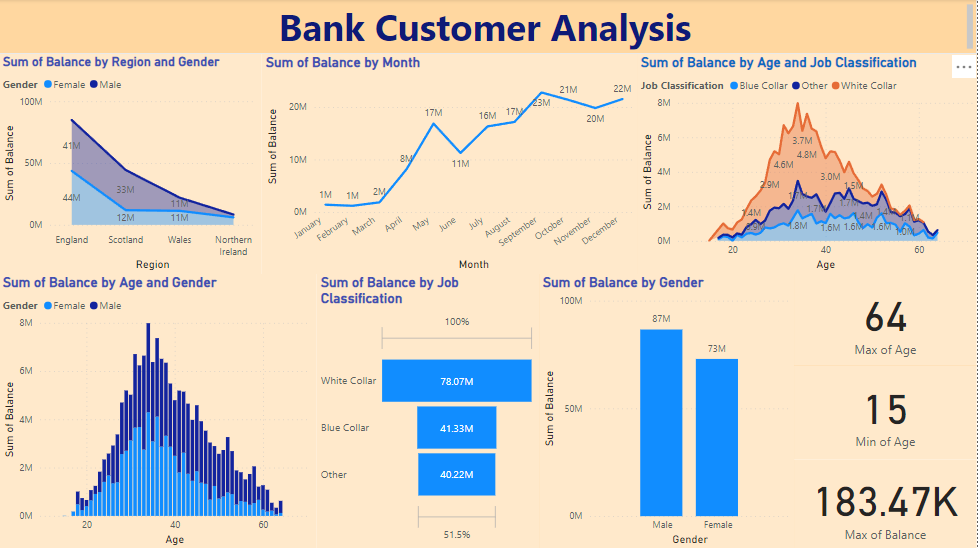 Bank Customer Analysis
Sum of Balance by Region and Gender
Gender Female Male
100M
50M
0M
Sum of Balance
41M
44M
33M
12M
11M
11M
England Scotland Wales Northern Ireland
Region
Sum of Balance by Month
20M
10M
0M
Sum of Balance
1M 1M 2M 8M 17M 11M 16M 17M 23M 21M 20M 22M
January February March April May June July August September October November December
Month
Sum of Balance by Age and Job Classification
...
Job Classification Blue Collar Other White Collar
8M
6M
4M
2M
0M
Sum of Balance
3.7M
4.8M
4.6M
3.0M
2.9M
1.5M
1.6M 1.6M
20 40 60
Age
Sum of Balance by Age and Gender
Gender Female Male
8M
6M
4M
2M
0M
Sum of Balance
20 40 60
Age
Sum of Balance by Job
Classification
100%
White Collar 78.07M
Blue Collar 41.33M
Other 40.22M
51.5%
Sum of Balance by Gender
100M
50M
0M
Sum of Balance
87M
73M
Male Female
Gender
64
Max of Age
15
Min of Age
183.47K
Max of Balance